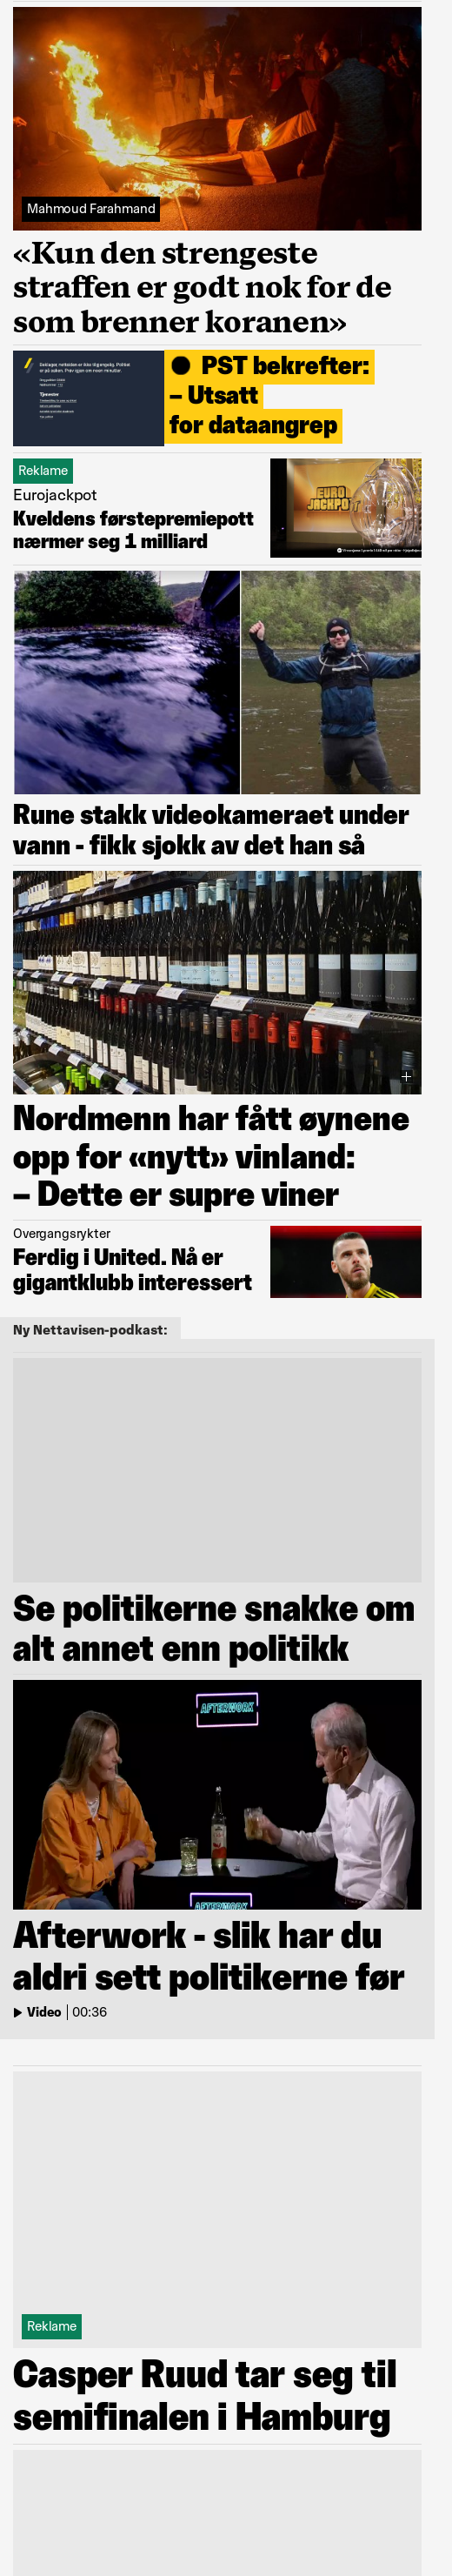 Mahmoud Farahmand
«Kun den strengeste
straffen er godt nok for de
som brenner koranen»
PST bekrefter:
– Utsatt
for dataangrep
Reklame
Eurojackpot
Kveldens førstepremiepott
nærmer seg 1 milliard
EURO
JACKPOT
Rune stakk videokameraet under
vann - fikk sjokk av det han så
Nordmenn har fått øynene
opp for «nytt» vinland:
– Dette er supre viner
Overgangsrykter
Ferdig i United. Nå er
gigantklubb interessert
Ny Nettavisen-podkast:
Se politikerne snakke om
alt annet enn politikk
AFTERWORK
AFTERWORK
Afterwork - slik har du
aldri sett politikerne før
Video 00:36
Reklame
Casper Ruud tar seg til
semifinalen i Hamburg